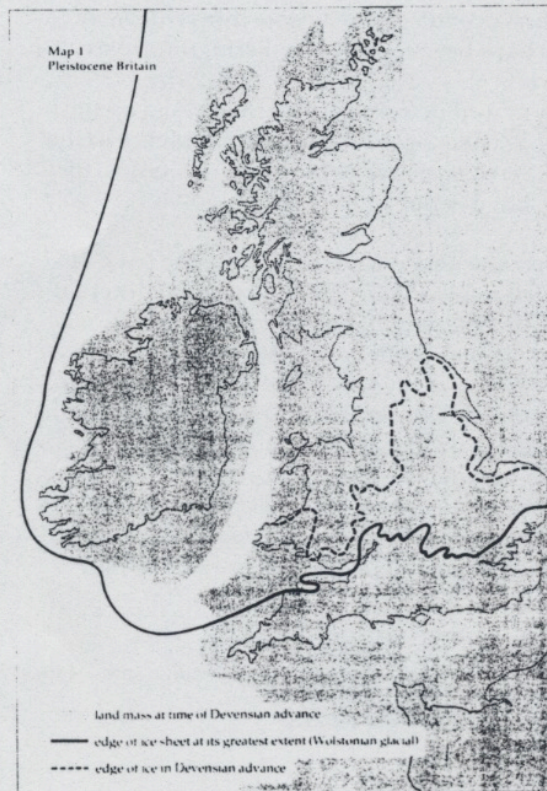 Map 1
Pleistocene Britain
land mass at time of Devensian advance
edge of ice sheet at its greatest extent (Wolstonian glacial)
edge of ice in Devensian advance